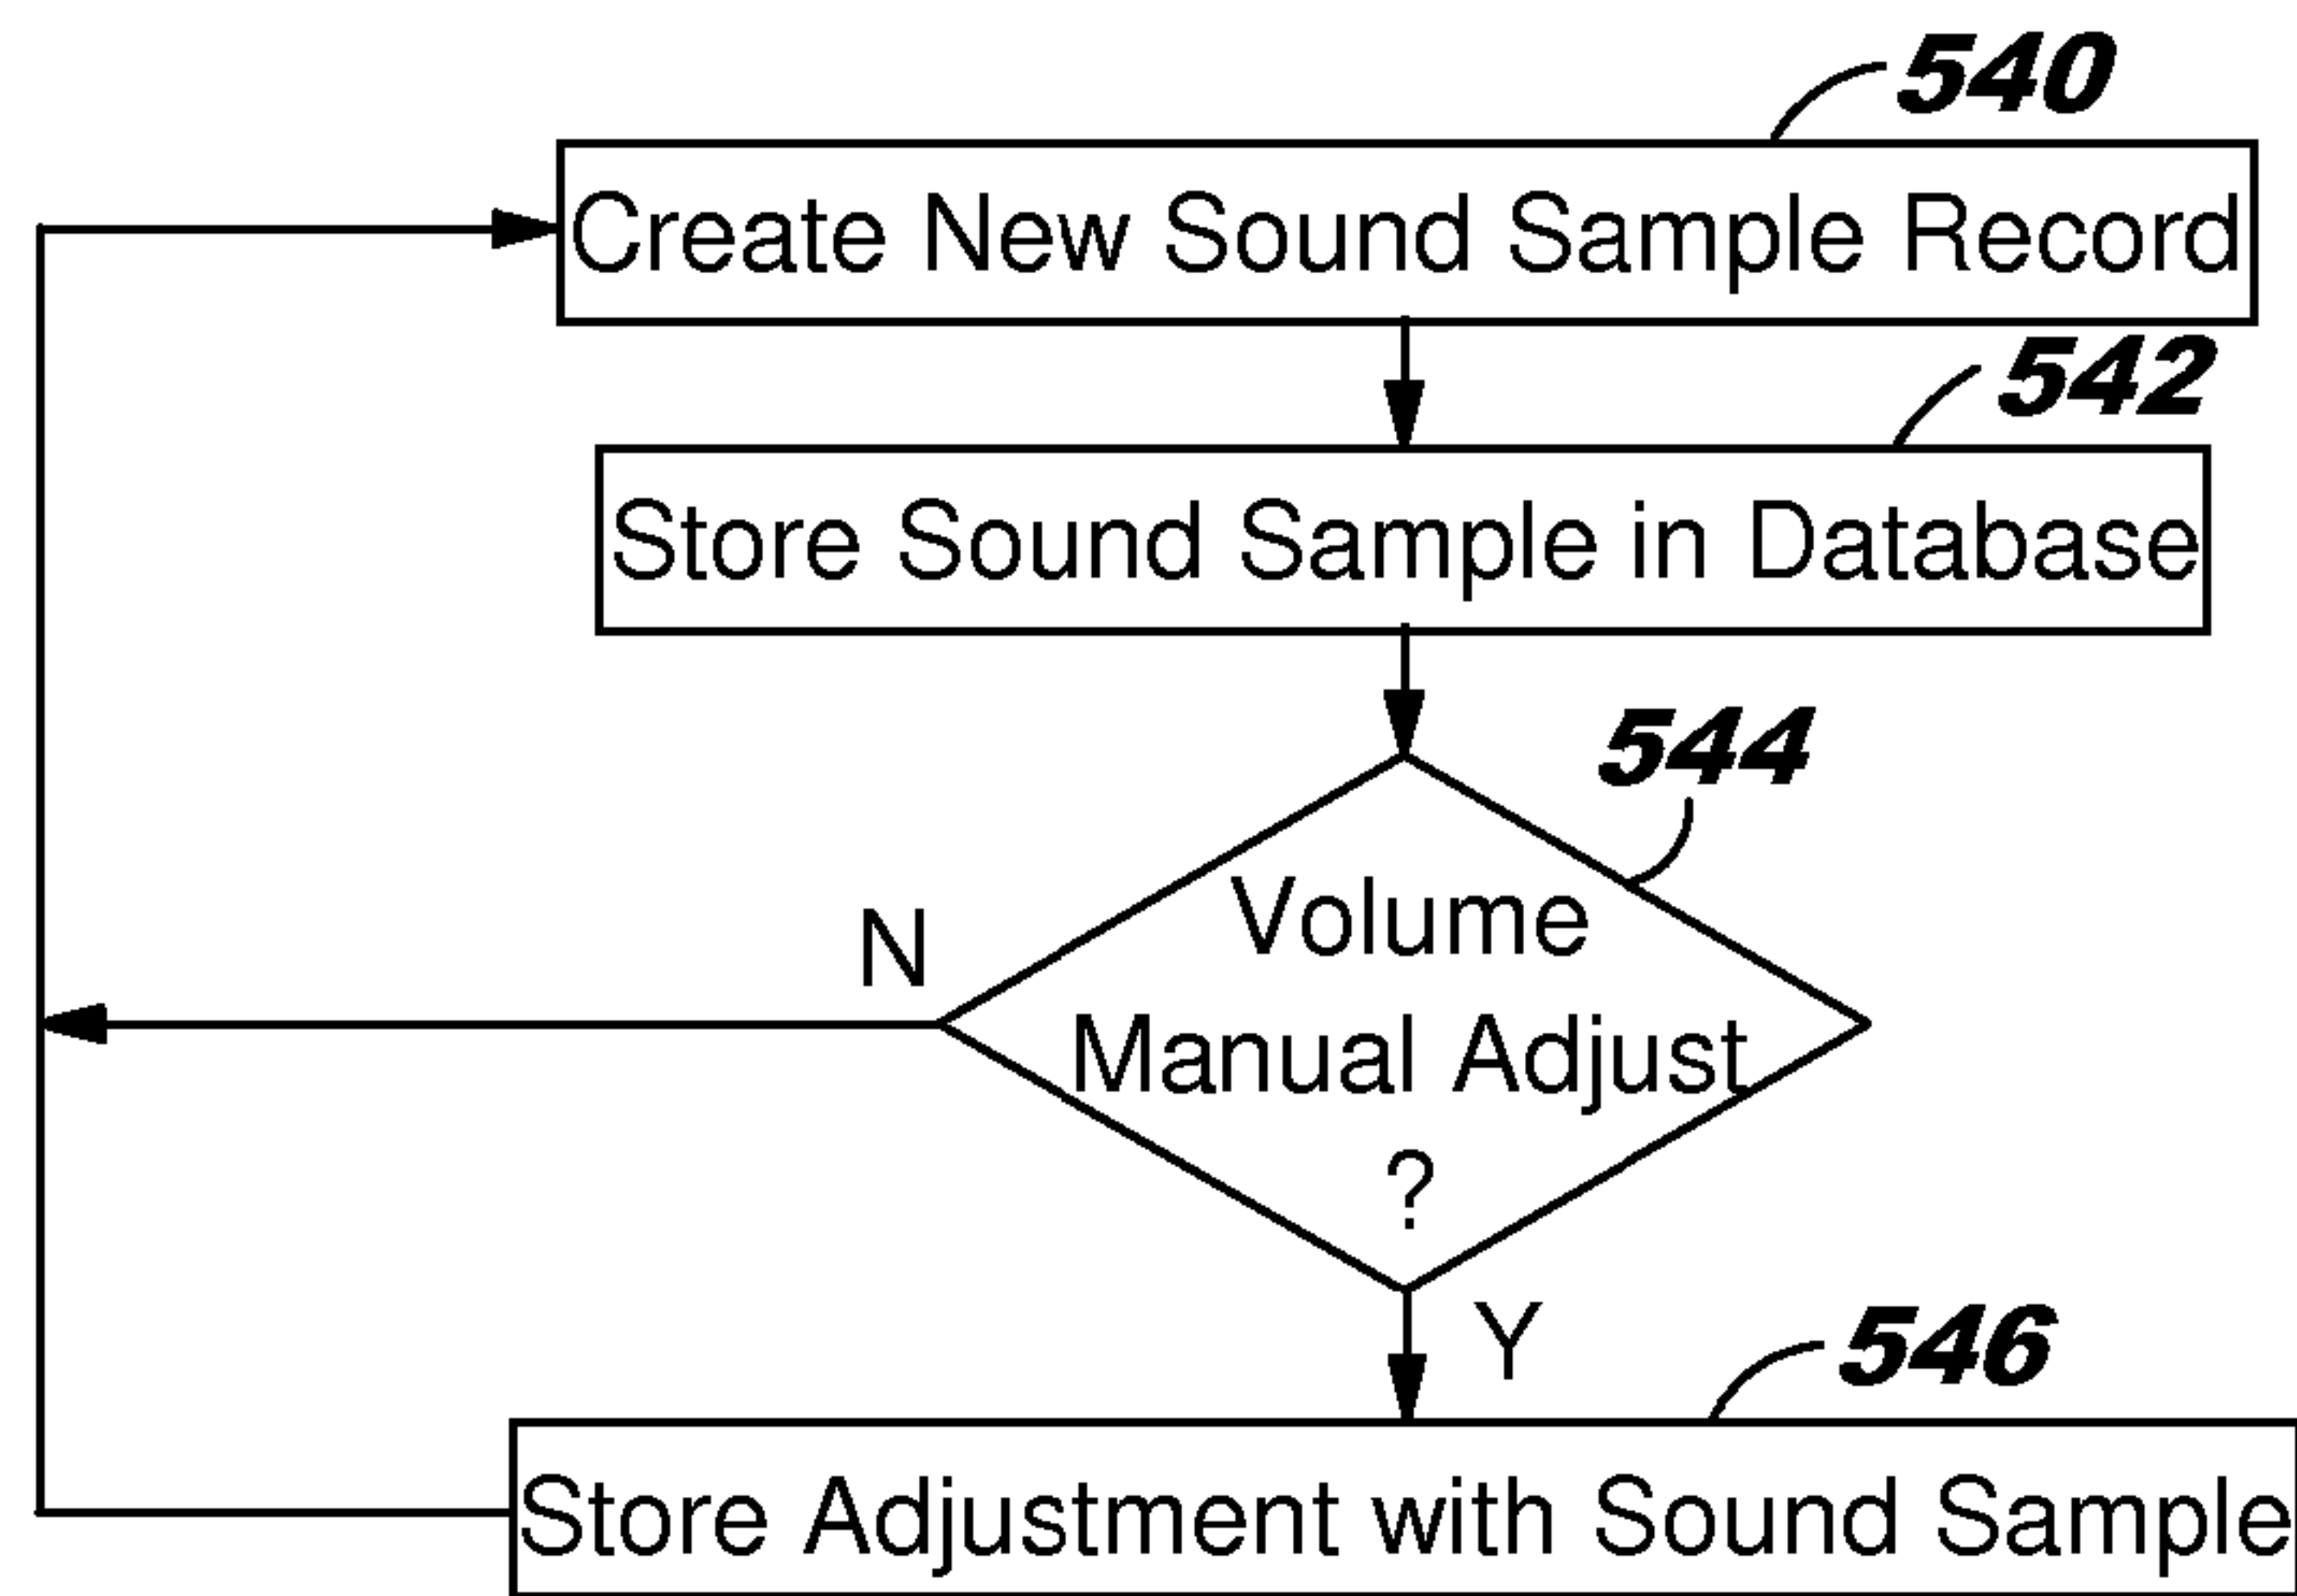 540
Create New Sound Sample Record
542
Store Sound Sample in Database
544
Volume
Manual Adjust
?
N
Y
546
Store Adjustment with Sound Sample